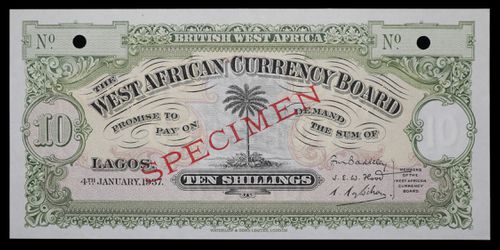 BRITISH WEST AFRICA
No. No.
THE
WEST AFRICAN CURRENCY BOARD
PROMISE TO DEMAND
PAY ON THE SUM OF
SPECIMEN
10 10
LAGOS.
4TH JANUARY, 1937.
TEN SHILLINGS
J. E. W. Flood
MEMBERS
OF THE
WEST AFRICAN
CURRENCY
BOARD.
WATERLOW & SONS LIMITED, LONDON.